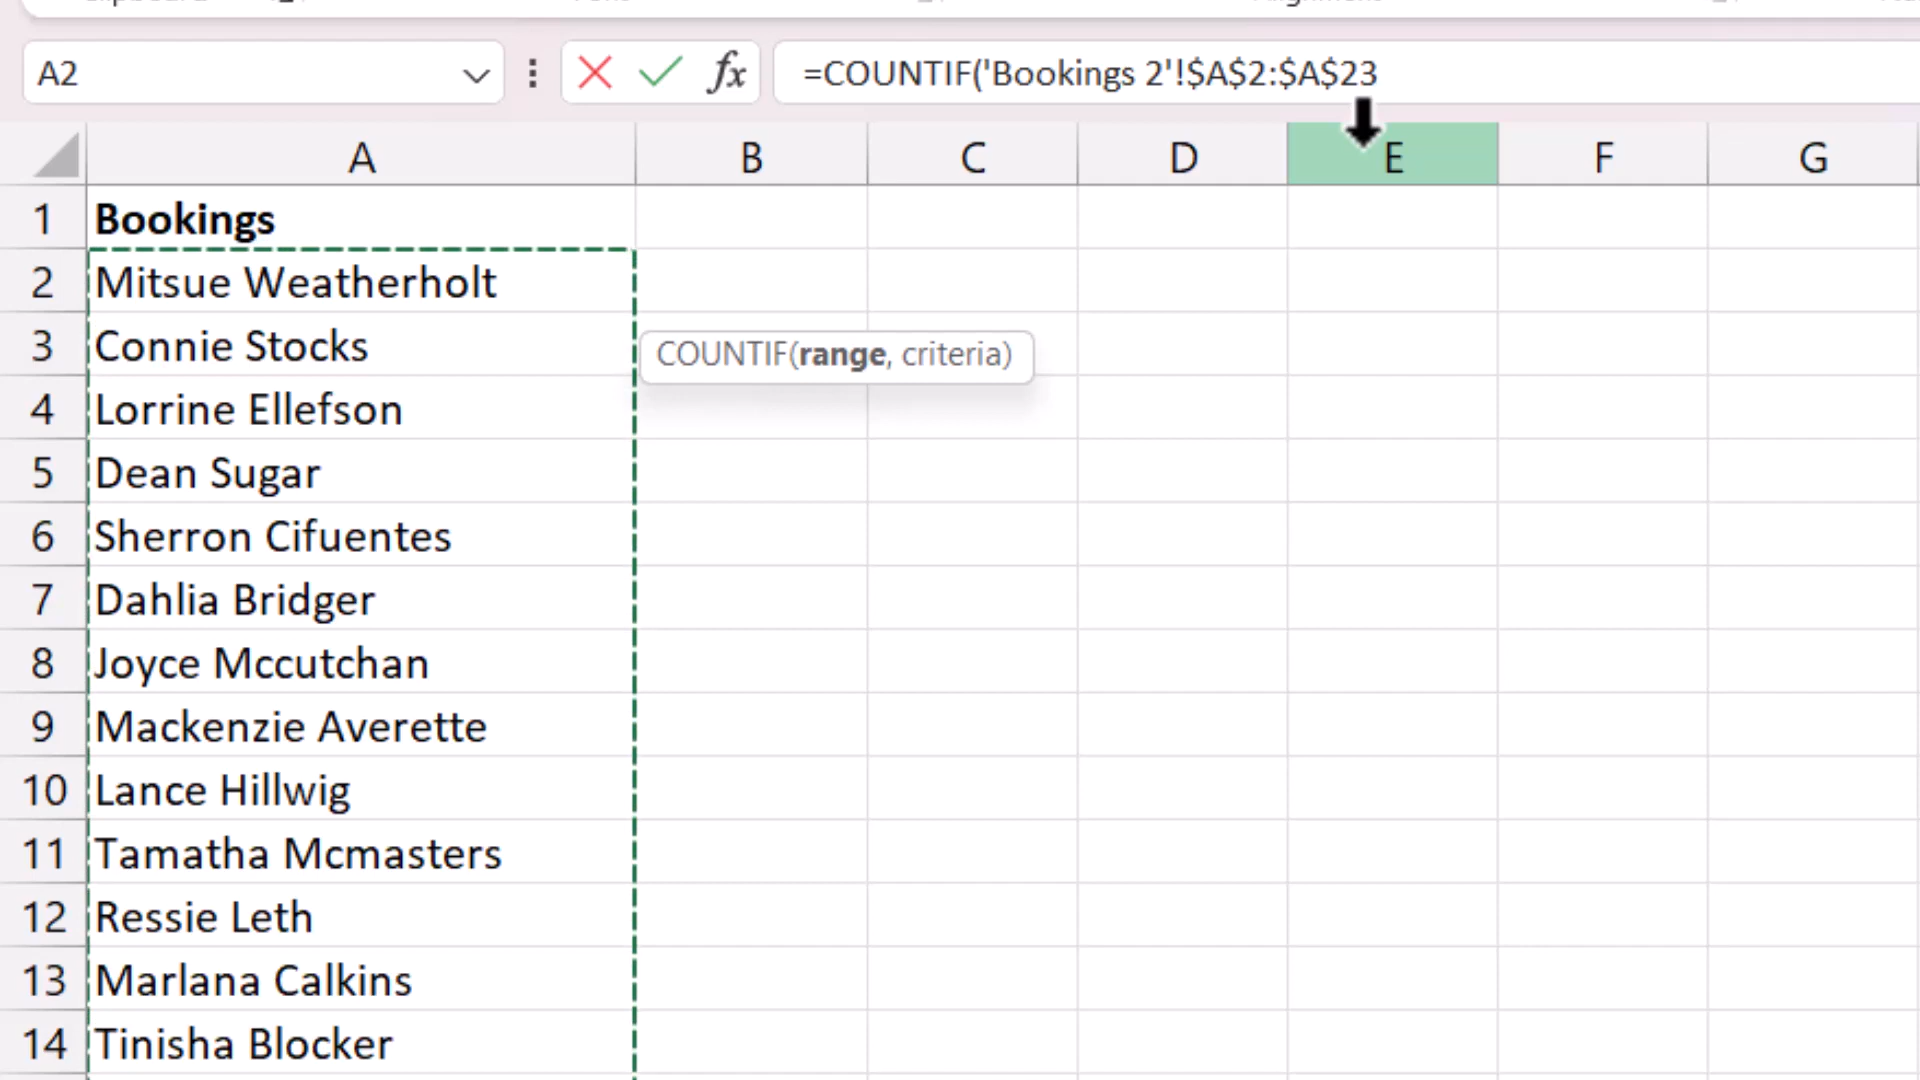 A2
fx
=COUNTIF('Bookings 2'!$A$2:$A$23
A B C D E F G
1 Bookings
2 Mitsue Weatherholt
3 Connie Stocks
COUNTIF(range, criteria)
4 Lorrine Ellefson
5 Dean Sugar
6 Sherron Cifuentes
7 Dahlia Bridger
8 Joyce Mccutchan
9 Mackenzie Averette
10 Lance Hillwig
11 Tamatha Mcmasters
12 Ressie Leth
13 Marlana Calkins
14 Tinisha Blocker